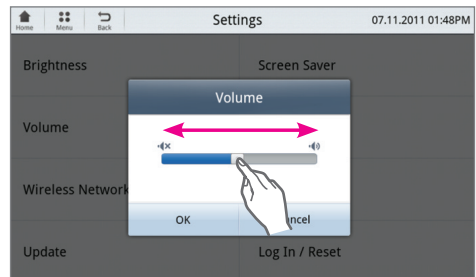 Home Menu Back Settings 07.11.2011 01:48PM
Brightness Screen Saver
Volume
Volume
Wireless Network
OK
Update Log In / Reset